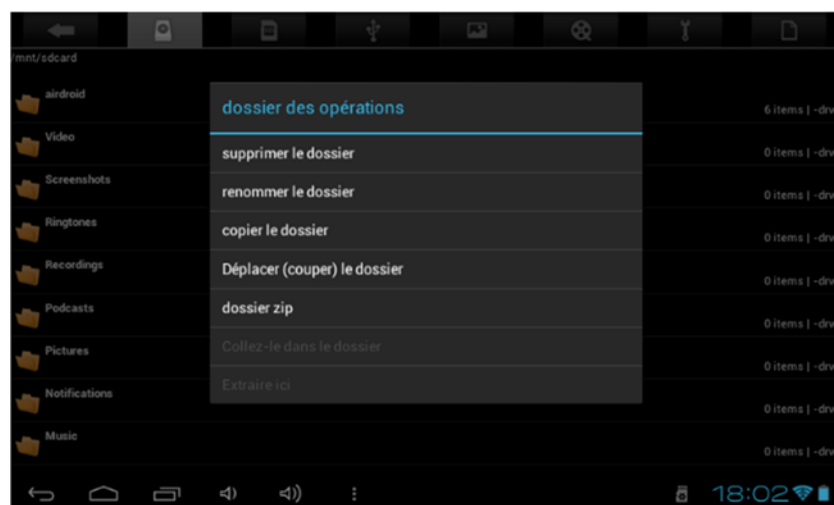 /mnt/sdcard
airdroid
6 items | -drw
Video
0 items | -drw
Screenshots
0 items | -drw
Ringtones
0 items | -drw
Recordings
0 items | -drw
Podcasts
0 items | -drw
Pictures
0 items | -drw
Notifications
0 items | -drw
Music
0 items | -drw
dossier des opérations
supprimer le dossier
renommer le dossier
copier le dossier
Déplacer (couper) le dossier
dossier zip
Collez-le dans le dossier
Extraire ici
18:02